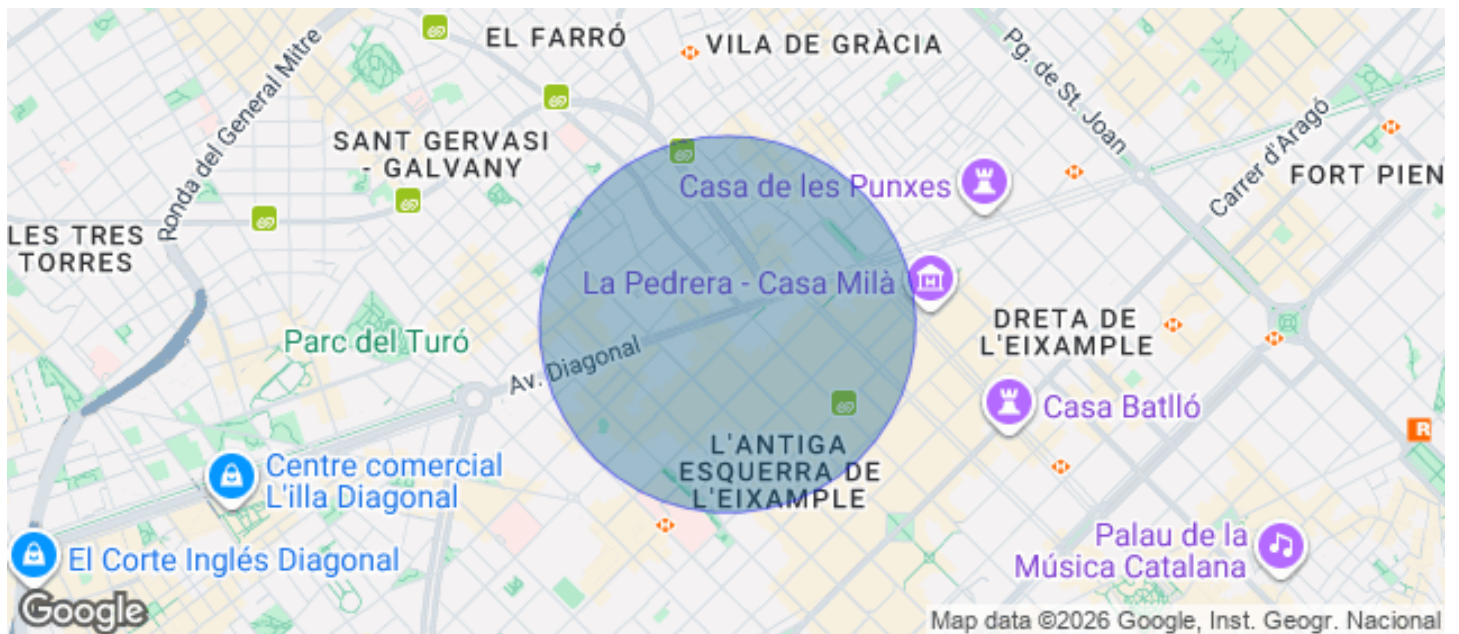 EL FARRÓ
VILA DE GRÀCIA
Pg. de St. Joan
Ronda del General Mitre
SANT GERVASI
- GALVANY
Carrer d'Aragó
Casa de les Punxes
FORT PIEN
LES TRES
TORRES
La Pedrera - Casa Milà
DRETA DE
L'EIXAMPLE
Parc del Turó
Av. Diagonal
Casa Batlló
R
L'ANTIGA
ESQUERRA DE
L'EIXAMPLE
Centre comercial
L'illa Diagonal
El Corte Inglés Diagonal
Palau de la
Música Catalana
Google
Map data ©2026 Google, Inst. Geogr. Nacional